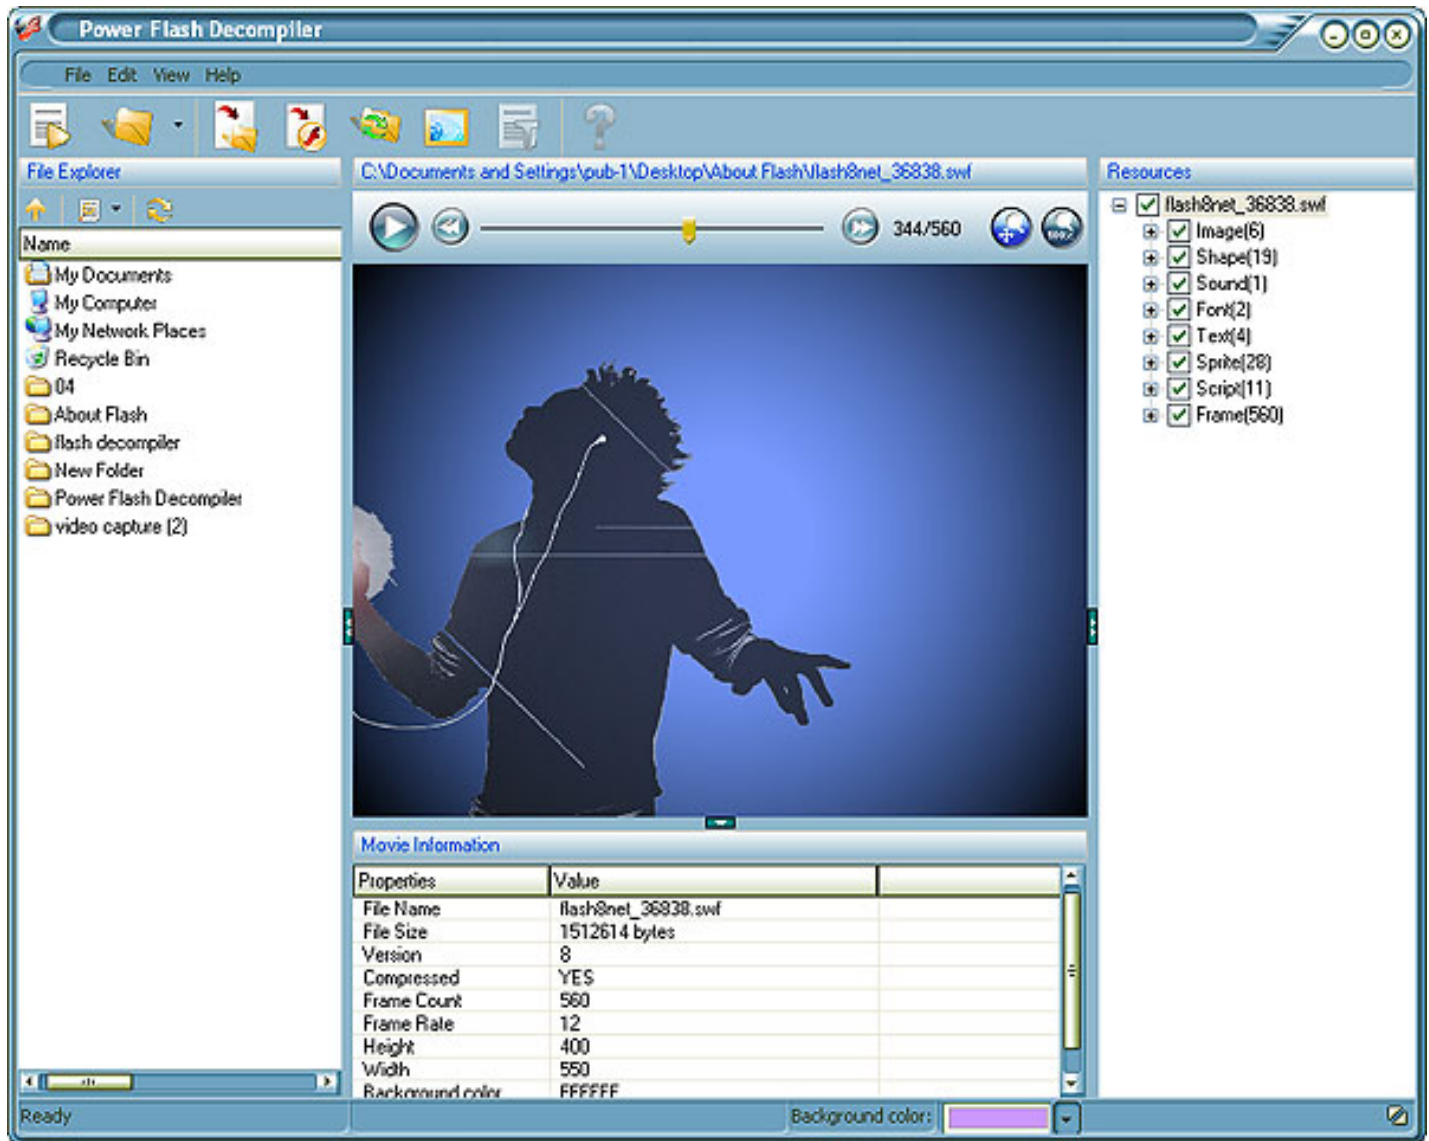 Power Flash Decompiler
File Edit View Help
File Explorer
Name
My Documents
My Computer
My Network Places
Recycle Bin
04
About Flash
flash decompiler
New Folder
Power Flash Decompiler
video capture (2)
C:\Documents and Settings\pub-1\Desktop\About Flash\flash8net_36838.swf
344/560
Movie Information
Properties Value
File Name flash8net_36838.swf
File Size 1512614 bytes
Version 8
Compressed YES
Frame Count 560
Frame Rate 12
Height 400
Width 550
Background color FFFFFF
Resources
flash8net_36838.swf
Image(6)
Shape(19)
Sound(1)
Font(2)
Text(4)
Sprite(28)
Script(11)
Frame(560)
Ready
Background color: